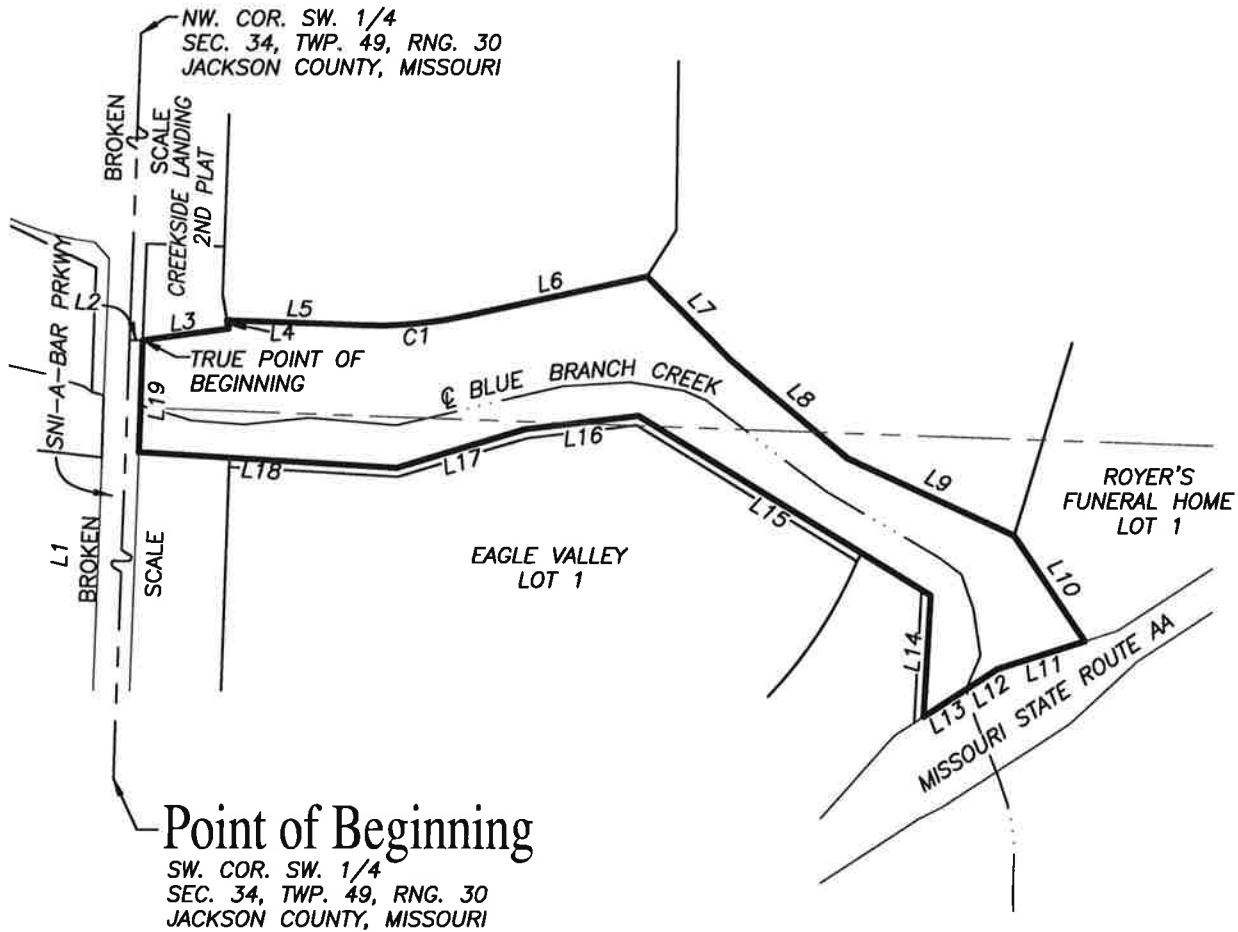 NW. COR. SW. 1/4
SEC. 34, TWP. 49, RNG. 30
JACKSON COUNTY, MISSOURI
BROKEN
SCALE
CREEKSIDE LANDING
2ND PLAT
SNI-A-BAR PRKWY
L2
L3
L4
L5
C1
L6
L7
TRUE POINT OF
BEGINNING
L19
℄ BLUE BRANCH CREEK
L8
L9
L18
L17
L16
L15
ROYER'S
FUNERAL HOME
LOT 1
EAGLE VALLEY
LOT 1
L1
BROKEN
SCALE
L10
L14
L13
L12
L11
MISSOURI STATE ROUTE AA
Point of Beginning
SW. COR. SW. 1/4
SEC. 34, TWP. 49, RNG. 30
JACKSON COUNTY, MISSOURI